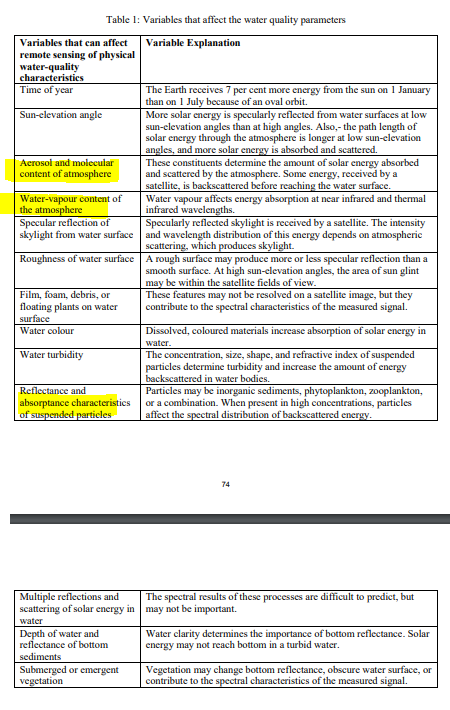 Table 1: Variables that affect the water quality parameters
Variables that can affect
remote sensing of physical
water-quality
characteristics
Variable Explanation
Time of year
The Earth receives 7 per cent more energy from the sun on 1 January
than on 1 July because of an oval orbit.
Sun-elevation angle
More solar energy is specularly reflected from water surfaces at low
sun-elevation angles than at high angles. Also,- the path length of
solar energy through the atmosphere is longer at low sun-elevation
angles, and more solar energy is absorbed and scattered.
Aerosol and molecular
content of atmosphere
These constituents determine the amount of solar energy absorbed
and scattered by the atmosphere. Some energy, received by a
satellite, is backscattered before reaching the water surface.
Water-vapour content of
the atmosphere
Water vapour affects energy absorption at near infrared and thermal
infrared wavelengths.
Specular reflection of
skylight from water surface
Specularly reflected skylight is received by a satellite. The intensity
and wavelength distribution of this energy depends on atmospheric
scattering, which produces skylight.
Roughness of water surface
A rough surface may produce more or less specular reflection than a
smooth surface. At high sun-elevation angles, the area of sun glint
may be within the satellite fields of view.
Film, foam, debris, or
floating plants on water
surface
These features may not be resolved on a satellite image, but they
contribute to the spectral characteristics of the measured signal.
Water colour
Dissolved, coloured materials increase absorption of solar energy in
water.
Water turbidity
The concentration, size, shape, and refractive index of suspended
particles determine turbidity and increase the amount of energy
backscattered in water bodies.
Reflectance and
absorptance characteristics
of suspended particles
Particles may be inorganic sediments, phytoplankton, zooplankton,
or a combination. When present in high concentrations, particles
affect the spectral distribution of backscattered energy.
74
Multiple reflections and
scattering of solar energy in
water
The spectral results of these processes are difficult to predict, but
may not be important.
Depth of water and
reflectance of bottom
sediments
Water clarity determines the importance of bottom reflectance. Solar
energy may not reach bottom in a turbid water.
Submerged or emergent
vegetation
Vegetation may change bottom reflectance, obscure water surface, or
contribute to the spectral characteristics of the measured signal.